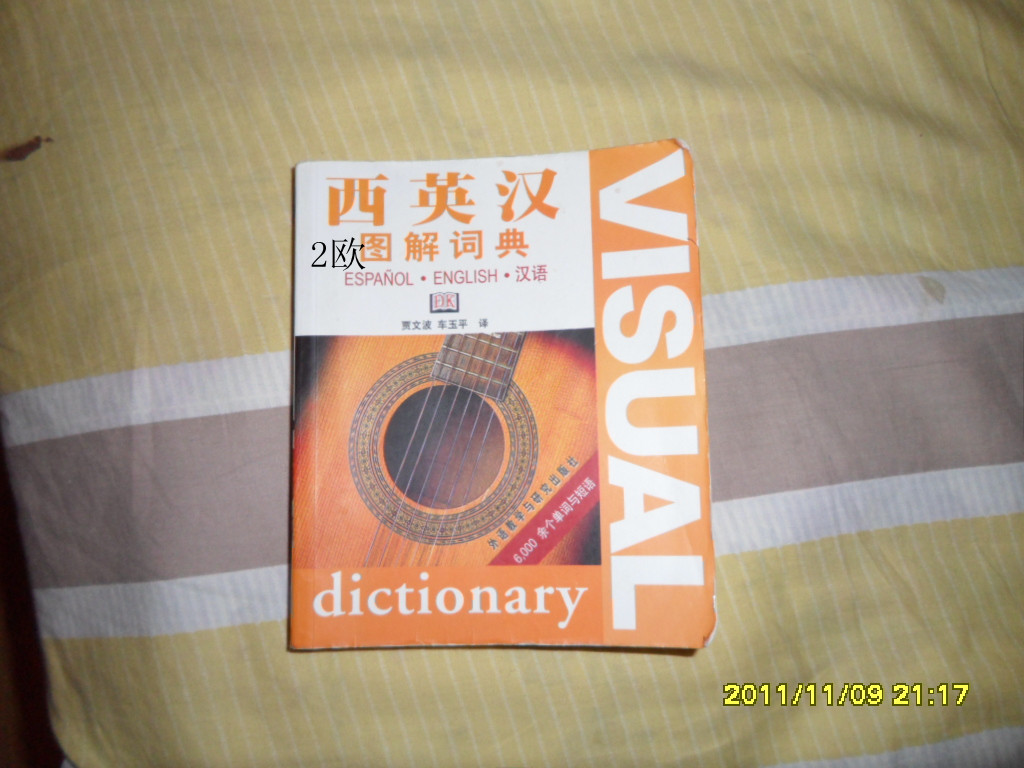 西英汉
2欧
图解词典
ESPAÑOL • ENGLISH • 汉语
DK
贾文波 车玉平 译
VISUAL
外语教学与研究出版社
6,000 余个单词与短语
dictionary
2011/11/09 21:17